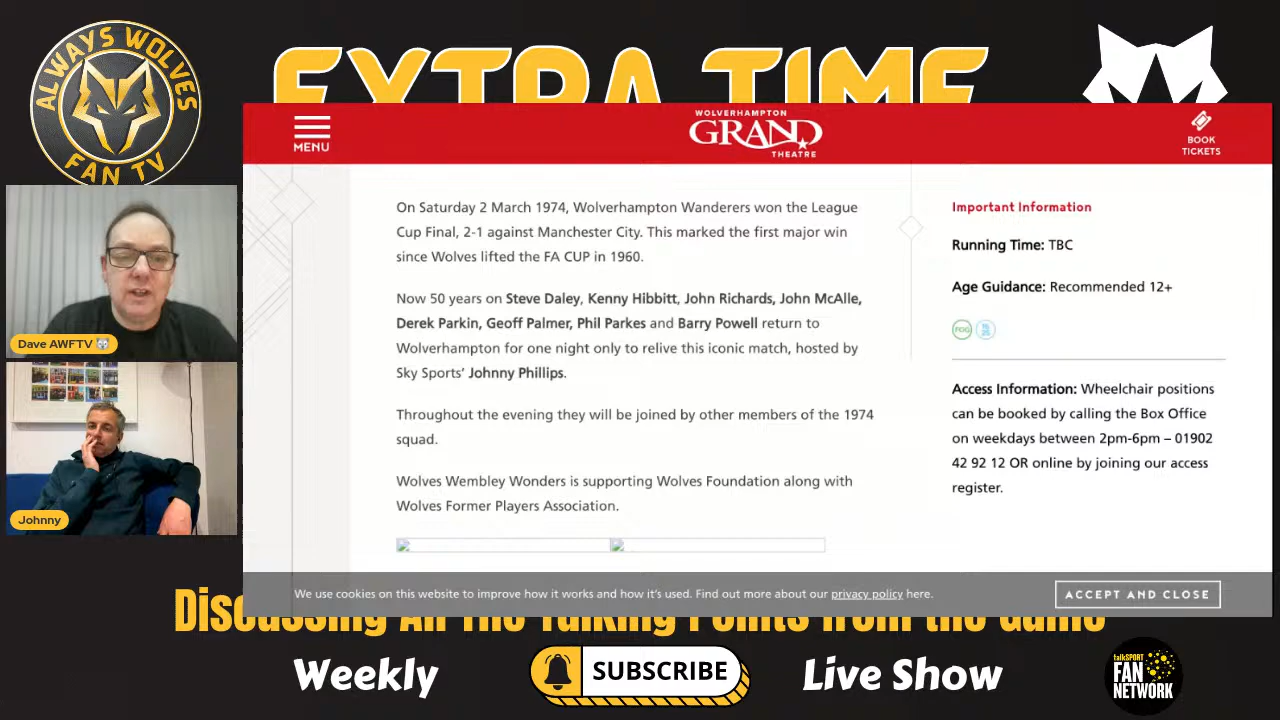 ALWAYS WOLVES
FAN TV
EXTRA TIME
MENU
WOLVERHAMPTON
GRAND
THEATRE
BOOK
TICKETS
On Saturday 2 March 1974, Wolverhampton Wanderers won the League
Cup Final, 2-1 against Manchester City. This marked the first major win
since Wolves lifted the FA CUP in 1960.
Now 50 years on Steve Daley, Kenny Hibbitt, John Richards, John McAlle,
Derek Parkin, Geoff Palmer, Phil Parkes and Barry Powell return to
Wolverhampton for one night only to relive this iconic match, hosted by
Sky Sports’ Johnny Phillips.
Throughout the evening they will be joined by other members of the 1974
squad.
Wolves Wembley Wonders is supporting Wolves Foundation along with
Wolves Former Players Association.
Important Information
Running Time: TBC
Age Guidance: Recommended 12+
Access Information: Wheelchair positions
can be booked by calling the Box Office
on weekdays between 2pm-6pm – 01902
42 92 12 OR online by joining our access
register.
Dave AWFTV
Johnny
We use cookies on this website to improve how it works and how it's used. Find out more about our privacy policy here.
ACCEPT AND CLOSE
Discussing All The Talking Points from the Game
Weekly
SUBSCRIBE
Live Show
talkSPORT
FAN
NETWORK